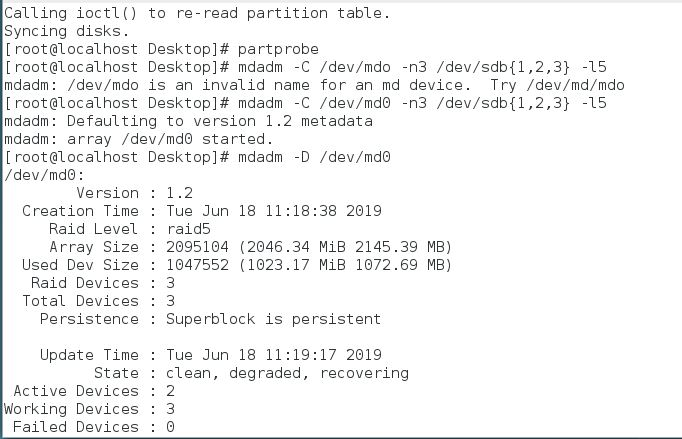 Calling ioctl() to re-read partition table.
Syncing disks.
[root@localhost Desktop]# partprobe
[root@localhost Desktop]# mdadm -C /dev/mdo -n3 /dev/sdb{1,2,3} -l5
mdadm: /dev/mdo is an invalid name for an md device.  Try /dev/md/mdo
[root@localhost Desktop]# mdadm -C /dev/md0 -n3 /dev/sdb{1,2,3} -l5
mdadm: Defaulting to version 1.2 metadata
mdadm: array /dev/md0 started.
[root@localhost Desktop]# mdadm -D /dev/md0
/dev/md0:
        Version : 1.2
  Creation Time : Tue Jun 18 11:18:38 2019
     Raid Level : raid5
     Array Size : 2095104 (2046.34 MiB 2145.39 MB)
  Used Dev Size : 1047552 (1023.17 MiB 1072.69 MB)
   Raid Devices : 3
  Total Devices : 3
    Persistence : Superblock is persistent

    Update Time : Tue Jun 18 11:19:17 2019
          State : clean, degraded, recovering
 Active Devices : 2
Working Devices : 3
 Failed Devices : 0